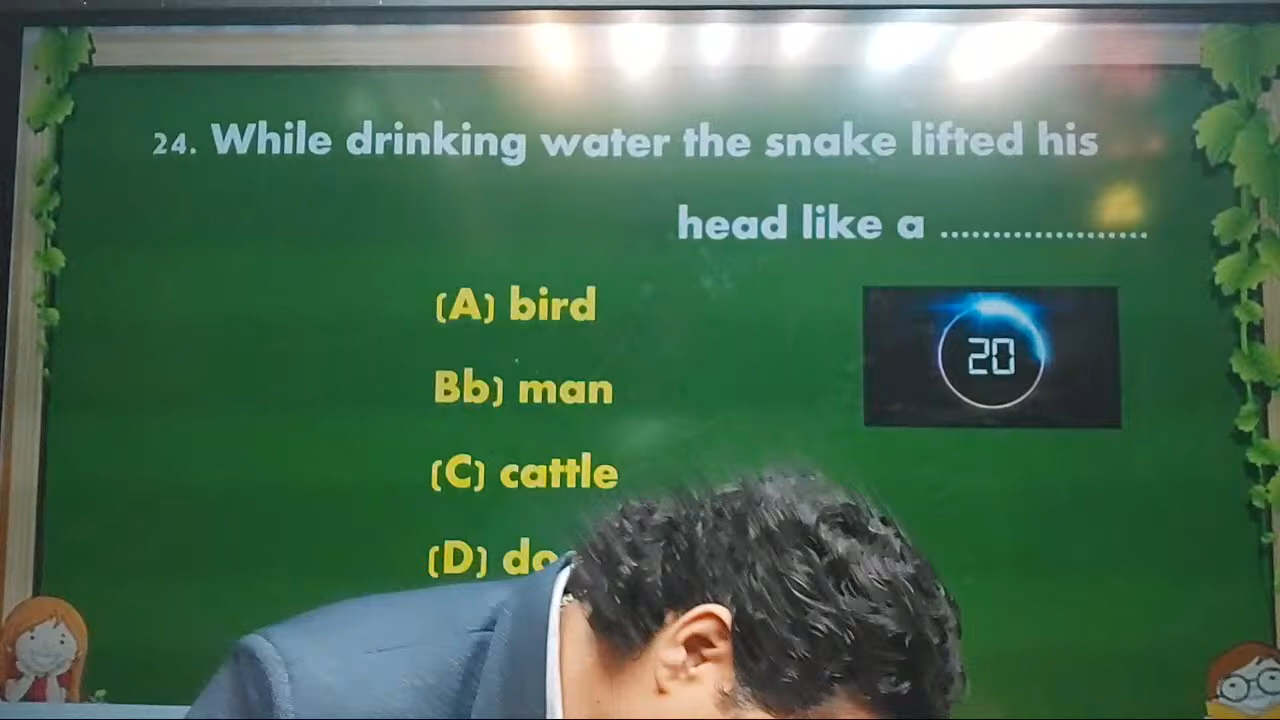 24. While drinking water the snake lifted his
head like a ....................
(A) bird
20
Bb) man
(C) cattle
(D)